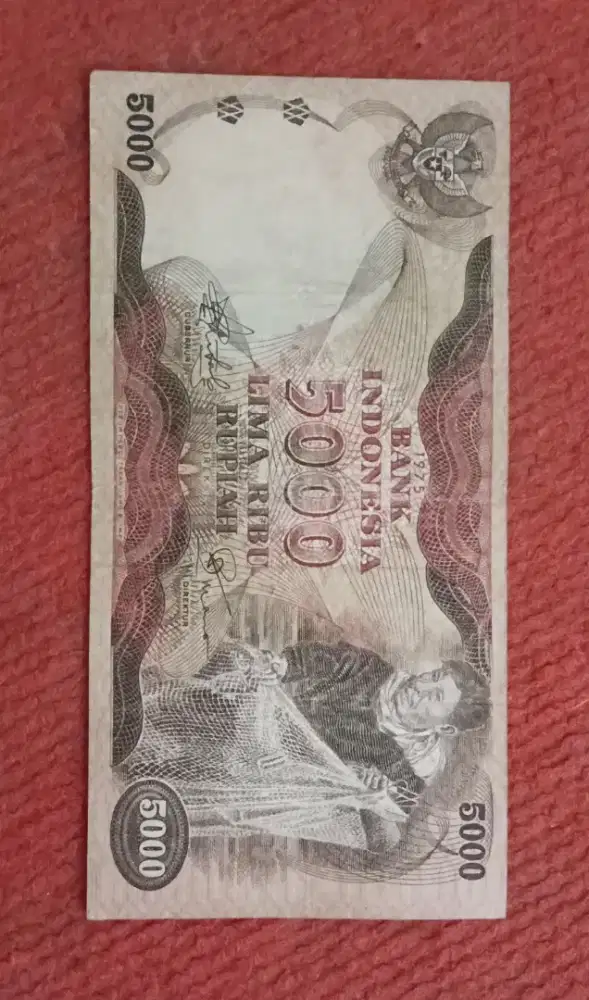 5000
BANK
1975
INDONESIA
5000
LIMA RIBU
RUPIAH
GUBERNUR
DIREKTUR
5000
5000